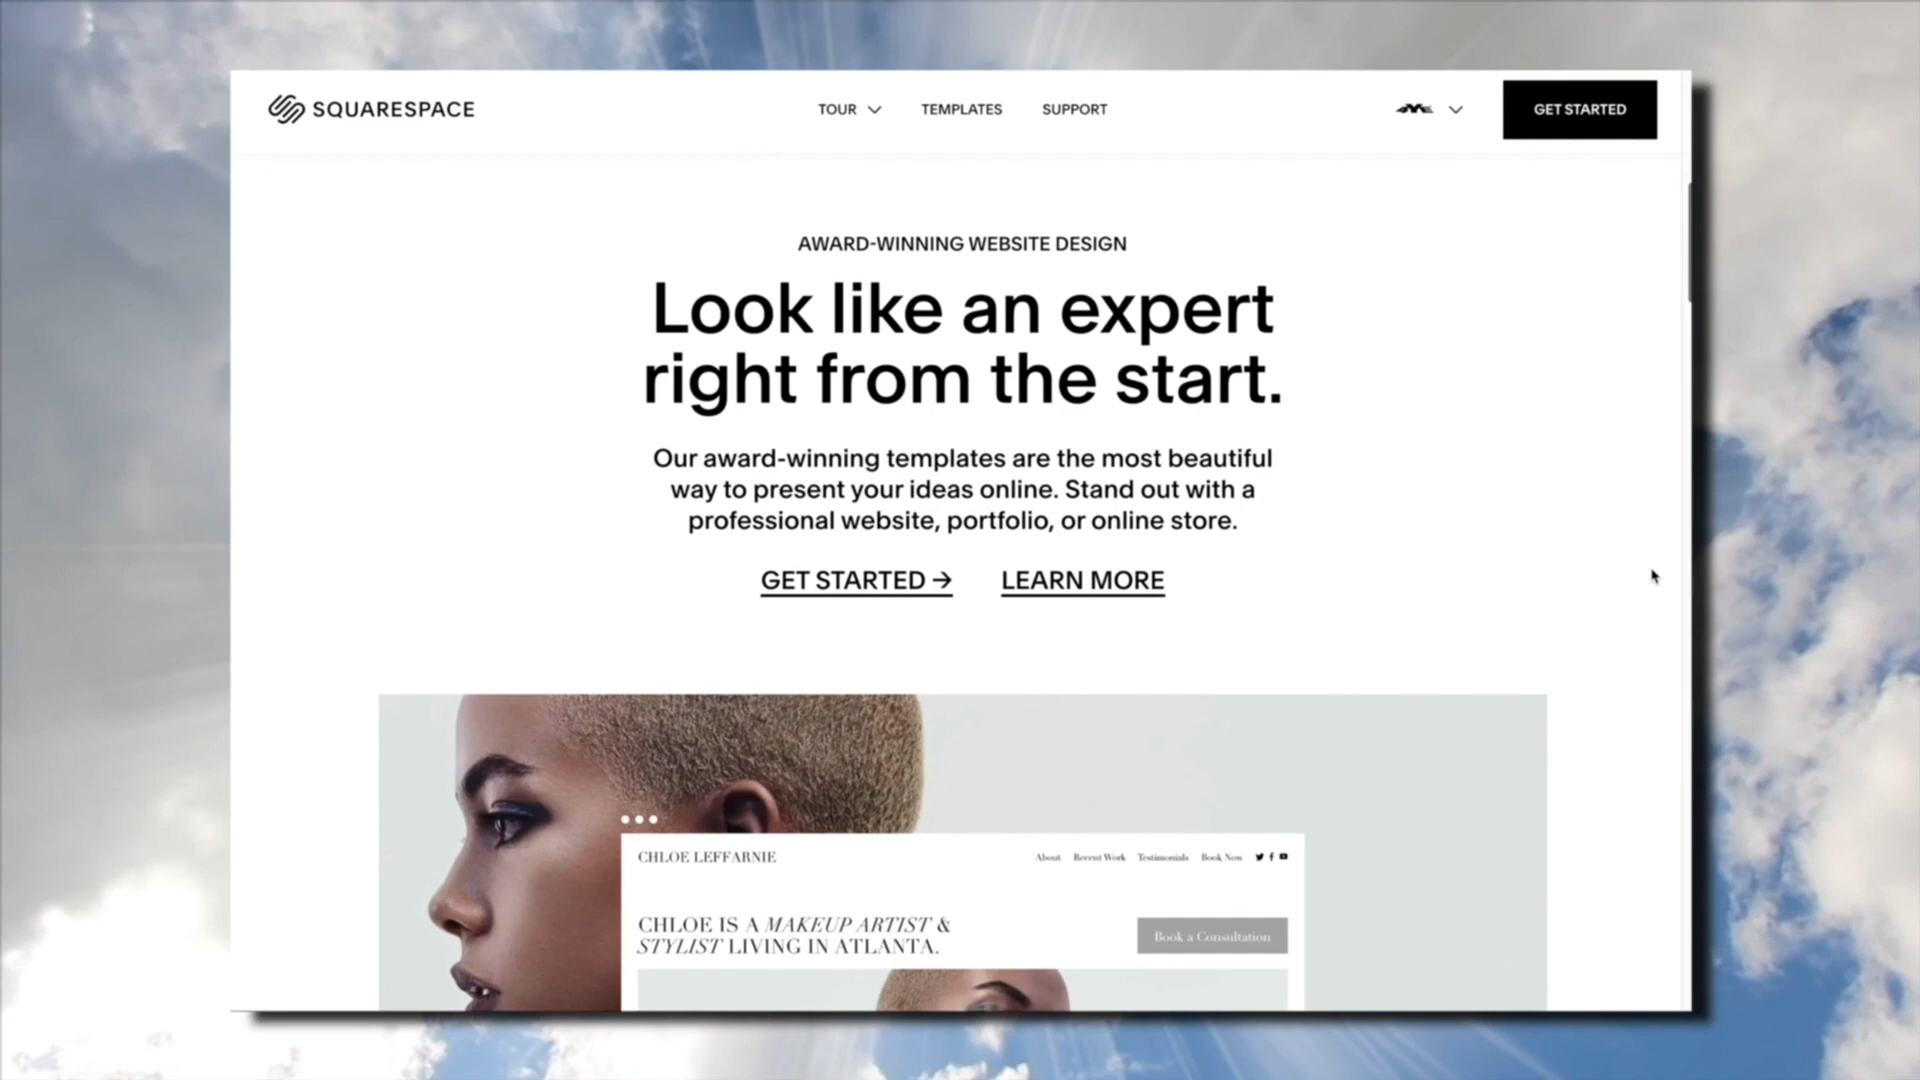 SQUARESPACE
TOUR
TEMPLATES
SUPPORT
GET STARTED
AWARD-WINNING WEBSITE DESIGN
Look like an expert
right from the start.
Our award-winning templates are the most beautiful
way to present your ideas online. Stand out with a
professional website, portfolio, or online store.
GET STARTED →
LEARN MORE
CHLOE LEFFARNIE
About
Recent Work
Testimonials
Book Now
CHLOE IS A MAKEUP ARTIST &
STYLIST LIVING IN ATLANTA.
Book a Consultation